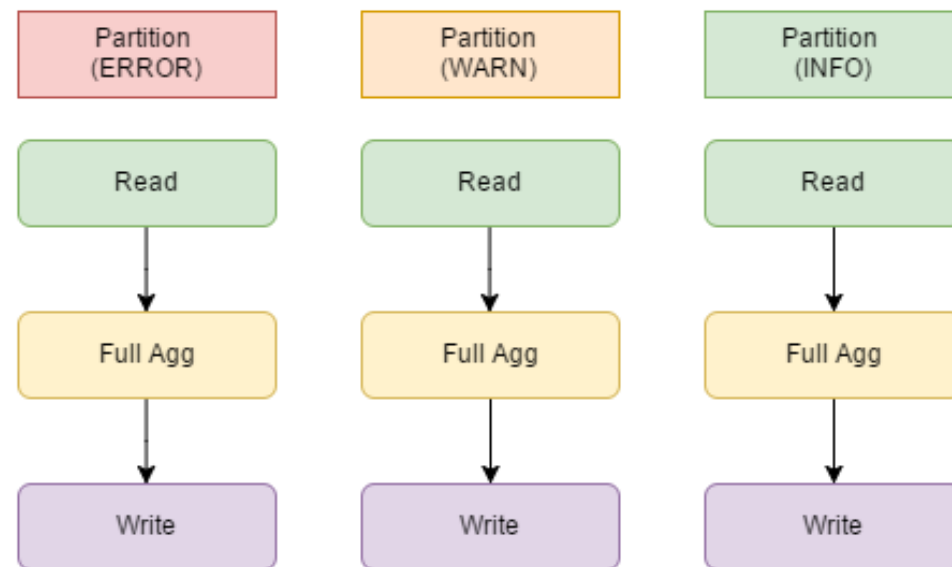 Partition
(ERROR)
Partition
(WARN)
Partition
(INFO)
Read
Read
Read
Full Agg
Full Agg
Full Agg
Write
Write
Write